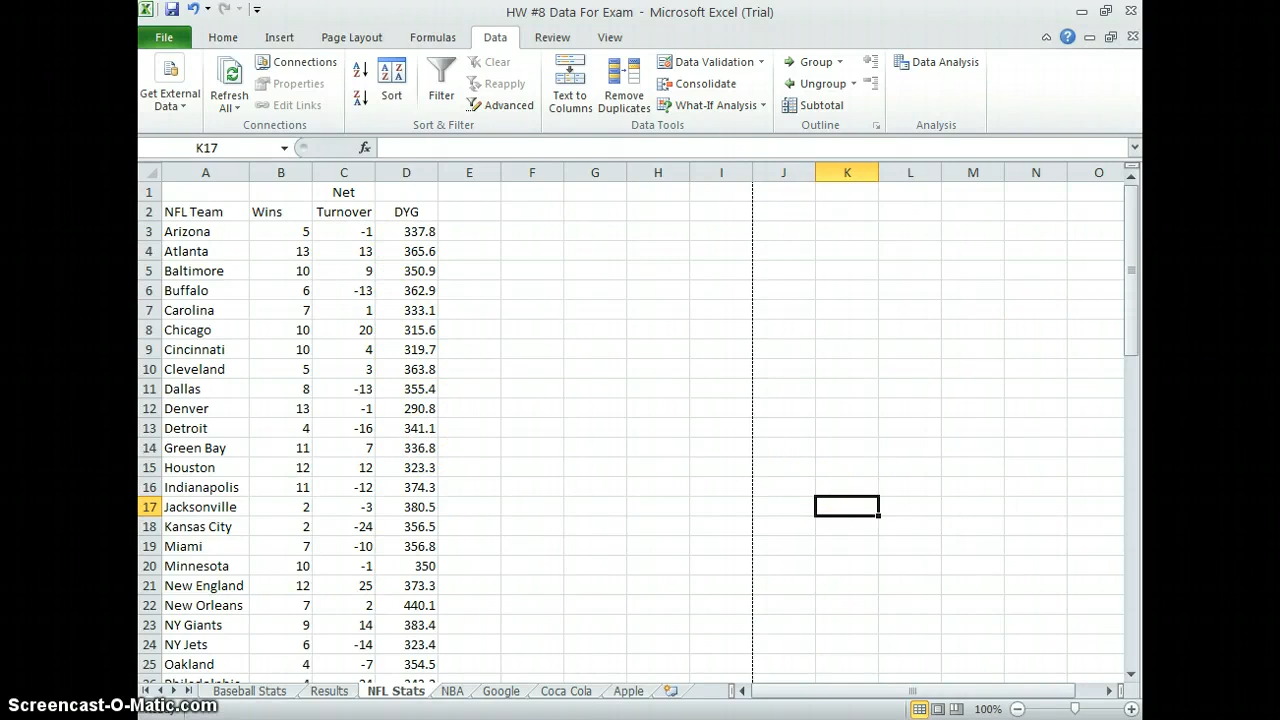 HW #8 Data For Exam - Microsoft Excel (Trial)
File Home Insert Page Layout Formulas Data Review View
Get External Data
Refresh All
Connections
Properties
Edit Links
Connections
Sort
Filter
Clear
Reapply
Advanced
Sort & Filter
Text to Columns
Remove Duplicates
Data Validation
Consolidate
What-If Analysis
Data Tools
Group
Ungroup
Subtotal
Outline
Data Analysis
Analysis
K17 fx
A B C D E F G H I J K L M N O
1 Net
2 NFL Team Wins Turnover DYG
3 Arizona 5 -1 337.8
4 Atlanta 13 13 365.6
5 Baltimore 10 9 350.9
6 Buffalo 6 -13 362.9
7 Carolina 7 1 333.1
8 Chicago 10 20 315.6
9 Cincinnati 10 4 319.7
10 Cleveland 5 3 363.8
11 Dallas 8 -13 355.4
12 Denver 13 -1 290.8
13 Detroit 4 -16 341.1
14 Green Bay 11 7 336.8
15 Houston 12 12 323.3
16 Indianapolis 11 -12 374.3
17 Jacksonville 2 -3 380.5
18 Kansas City 2 -24 356.5
19 Miami 7 -10 356.8
20 Minnesota 10 -1 350
21 New England 12 25 373.3
22 New Orleans 7 2 440.1
23 NY Giants 9 14 383.4
24 NY Jets 6 -14 323.4
25 Oakland 4 -7 354.5
Baseball Stats Results NFL Stats NBA Google Coca Cola Apple
100%
Screencast-O-Matic.com